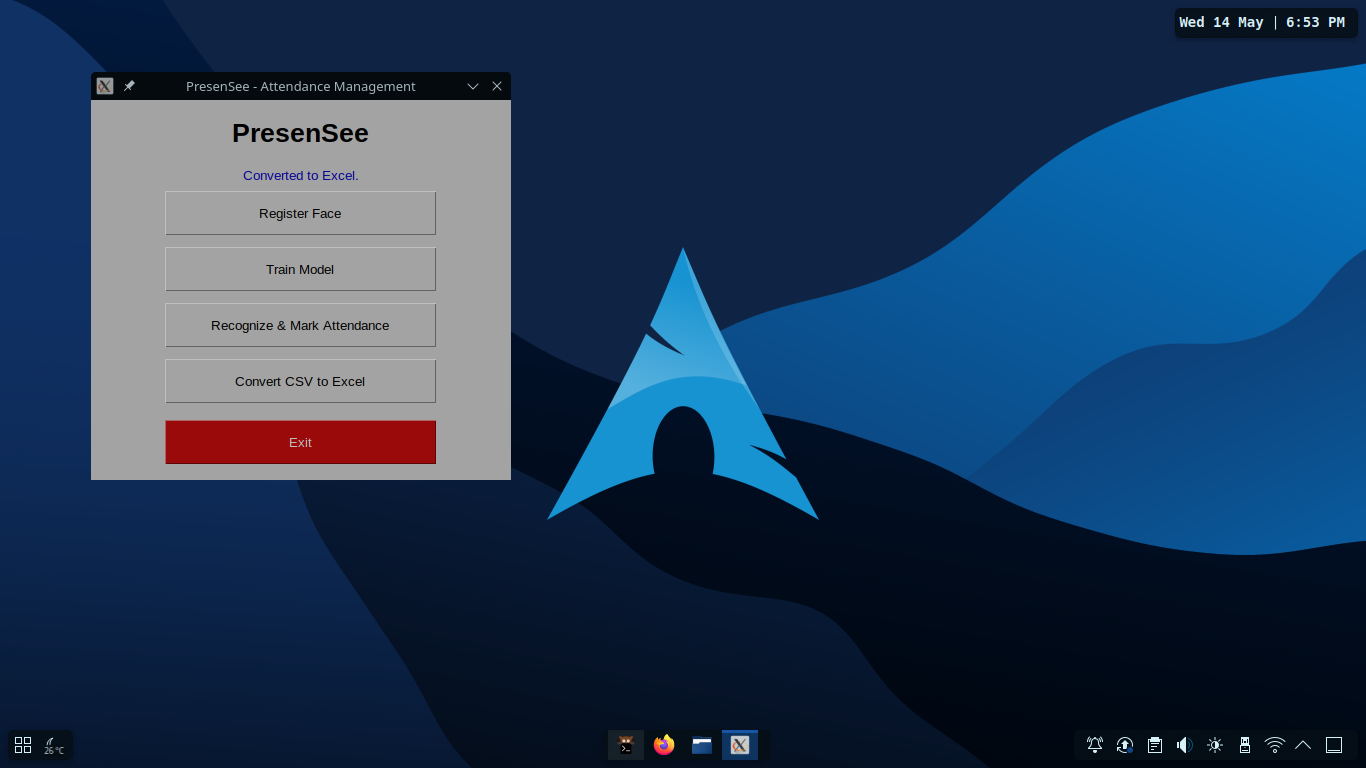 Wed 14 May | 6:53 PM
PresenSee - Attendance Management
PresenSee
Converted to Excel.
Register Face
Train Model
Recognize & Mark Attendance
Convert CSV to Excel
Exit
26 °C